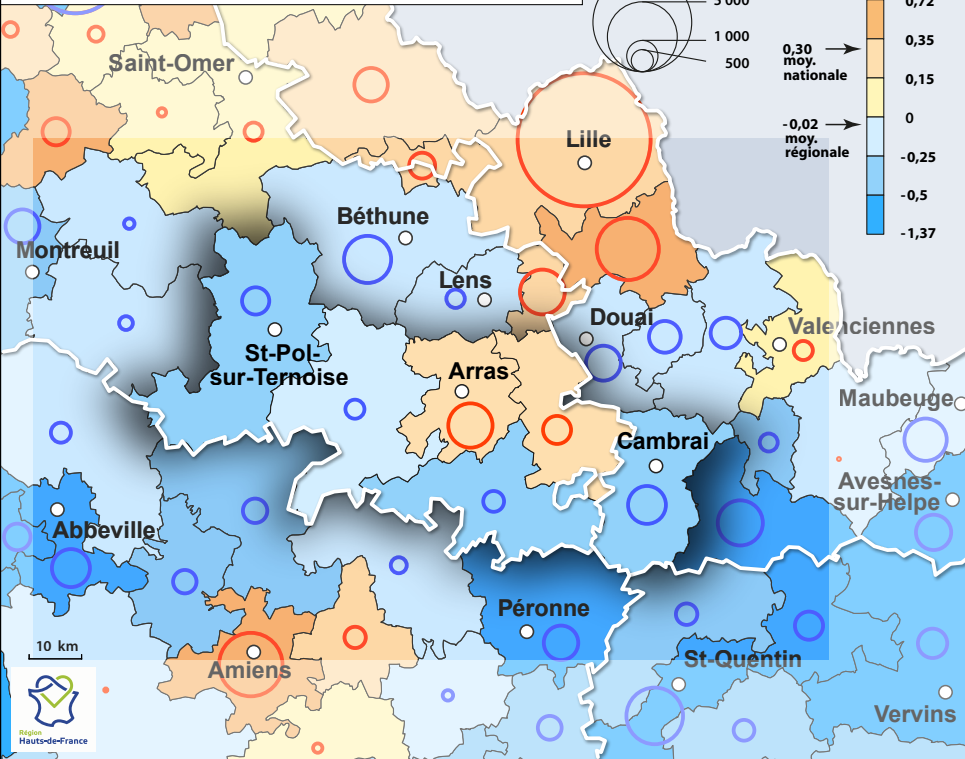 5 000
1 000
500
0,72
0,35
0,15
0
-0,25
-0,5
-1,37
0,30
moy.
nationale
-0,02
moy.
régionale
Saint-Omer
Lille
Béthune
Montreuil
Lens
Douai
Valenciennes
St-Pol-
sur-Ternoise
Arras
Maubeuge
Cambrai
Avesnes-
sur-Helpe
Abbeville
Péronne
10 km
Amiens
St-Quentin
Vervins
Région
Hauts-de-France